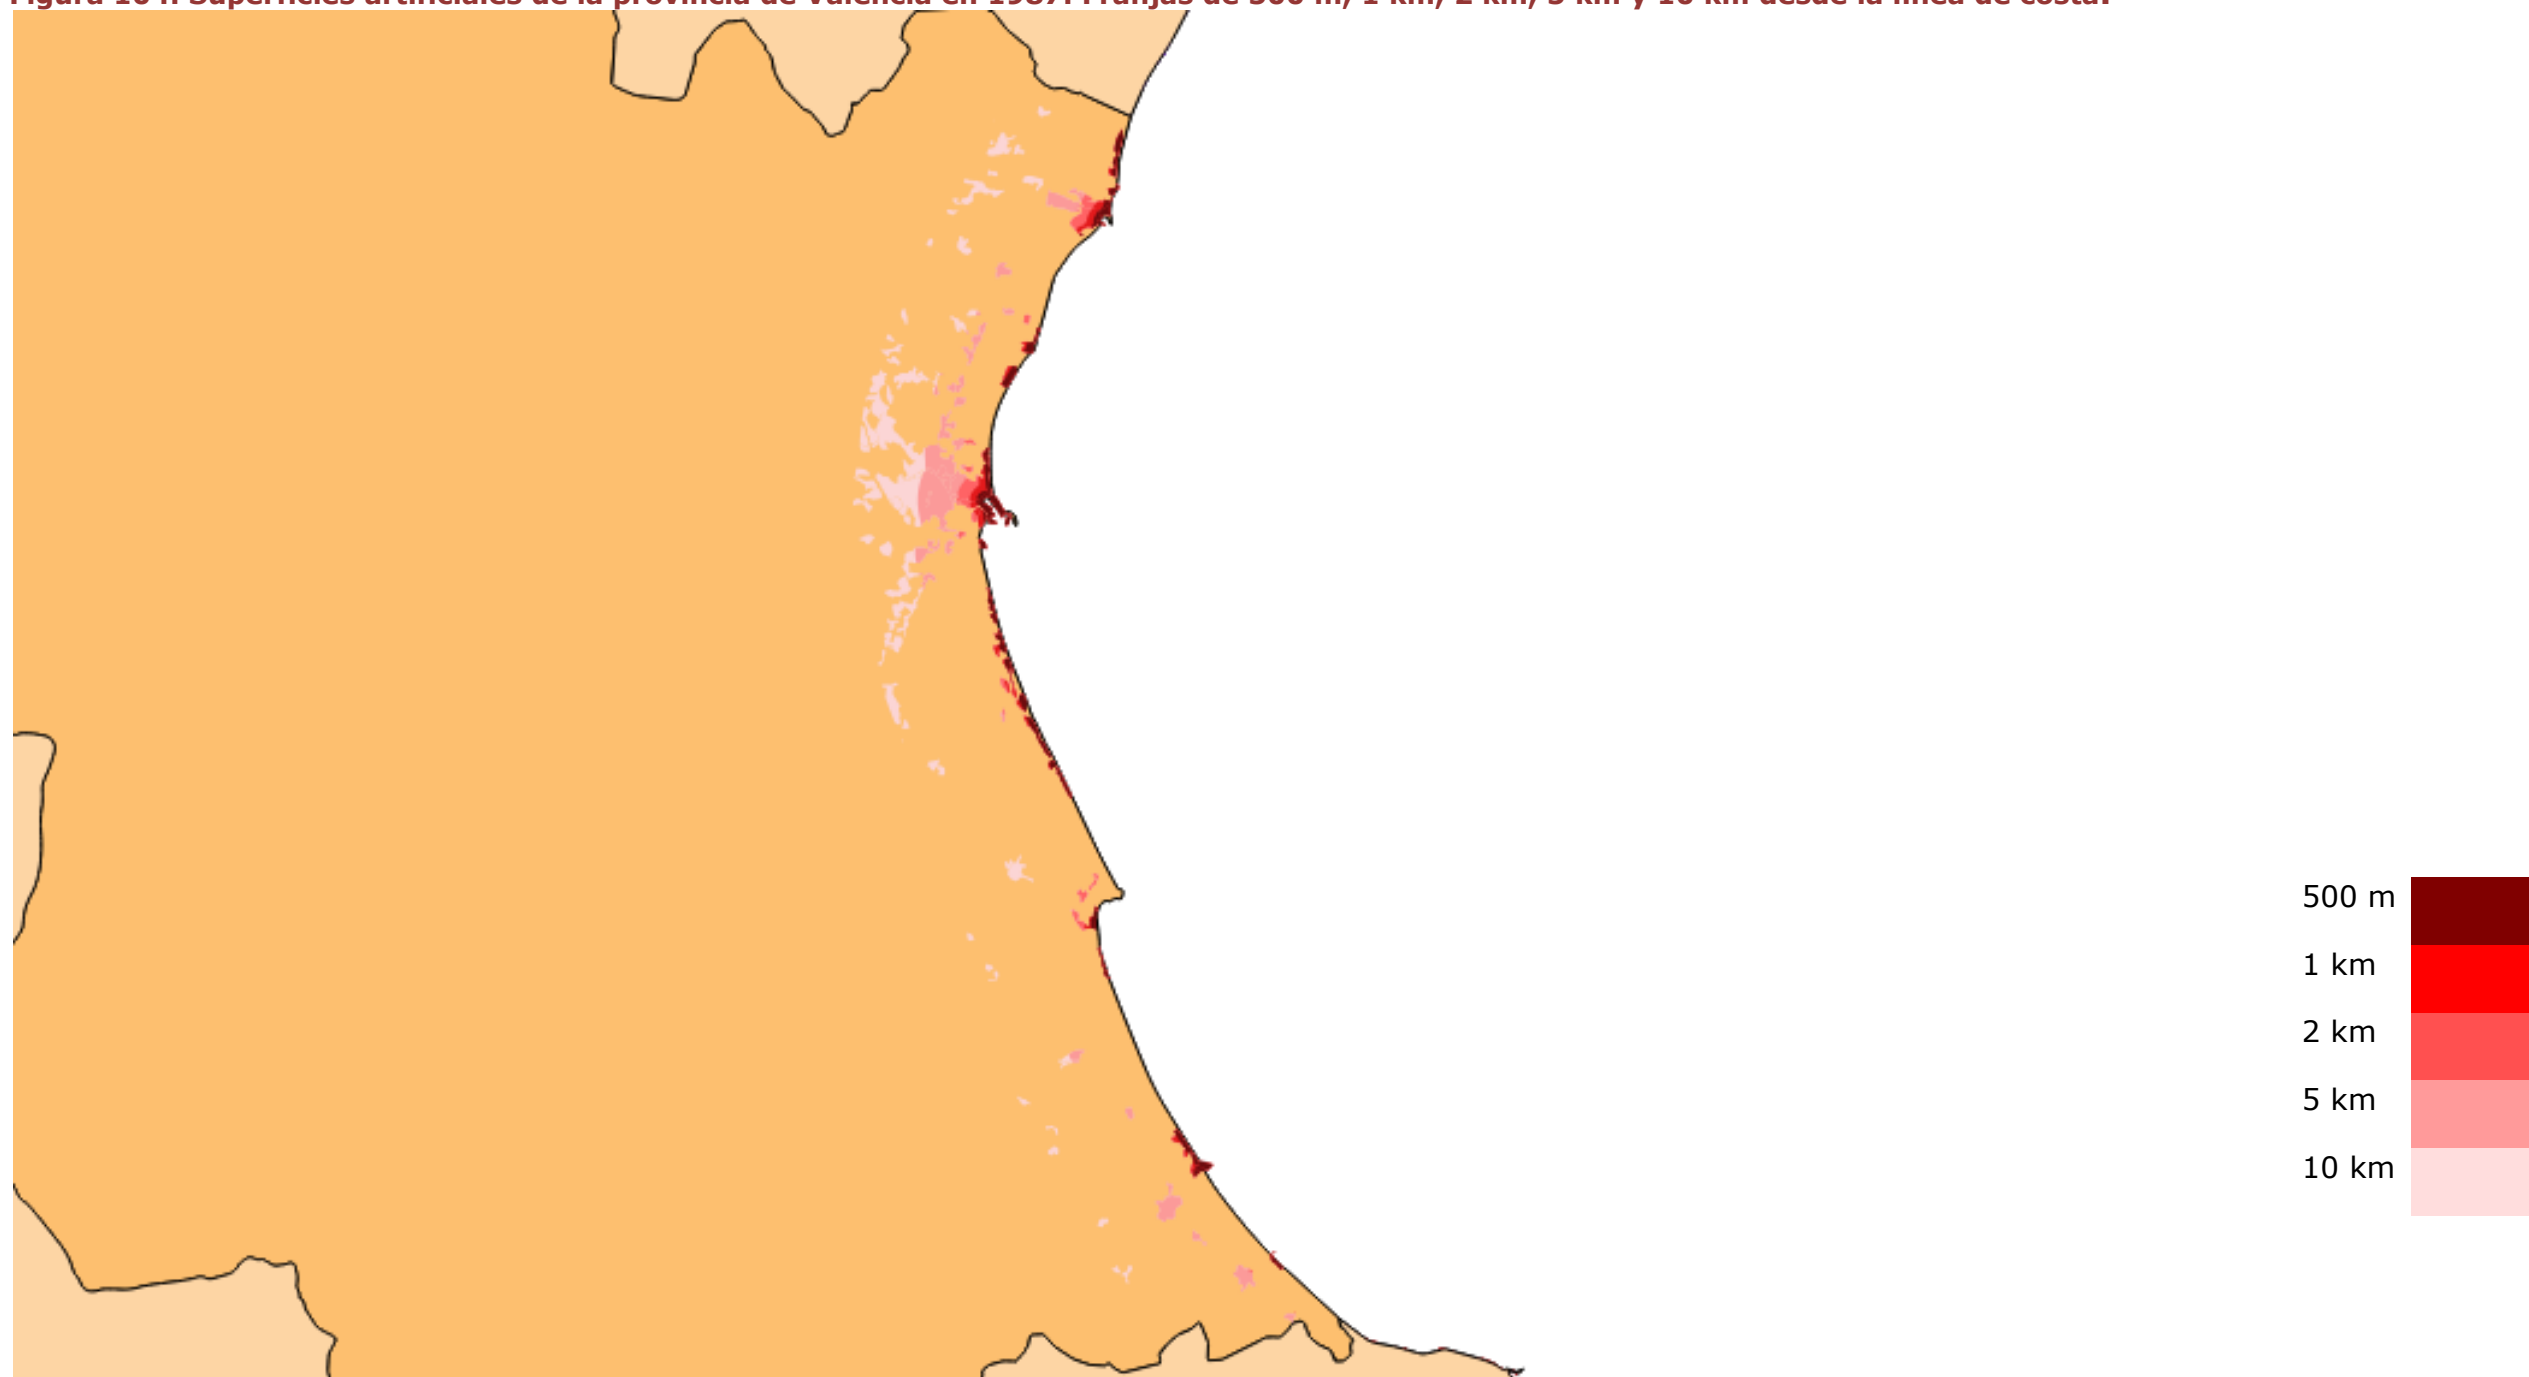 Superficies artificiales de la provincia de Valencia en 1987. Franjas de 500 m, 1 km, 2 km, 5 km y 10 km desde la línea de costa.
500 m
1 km
2 km
5 km
10 km